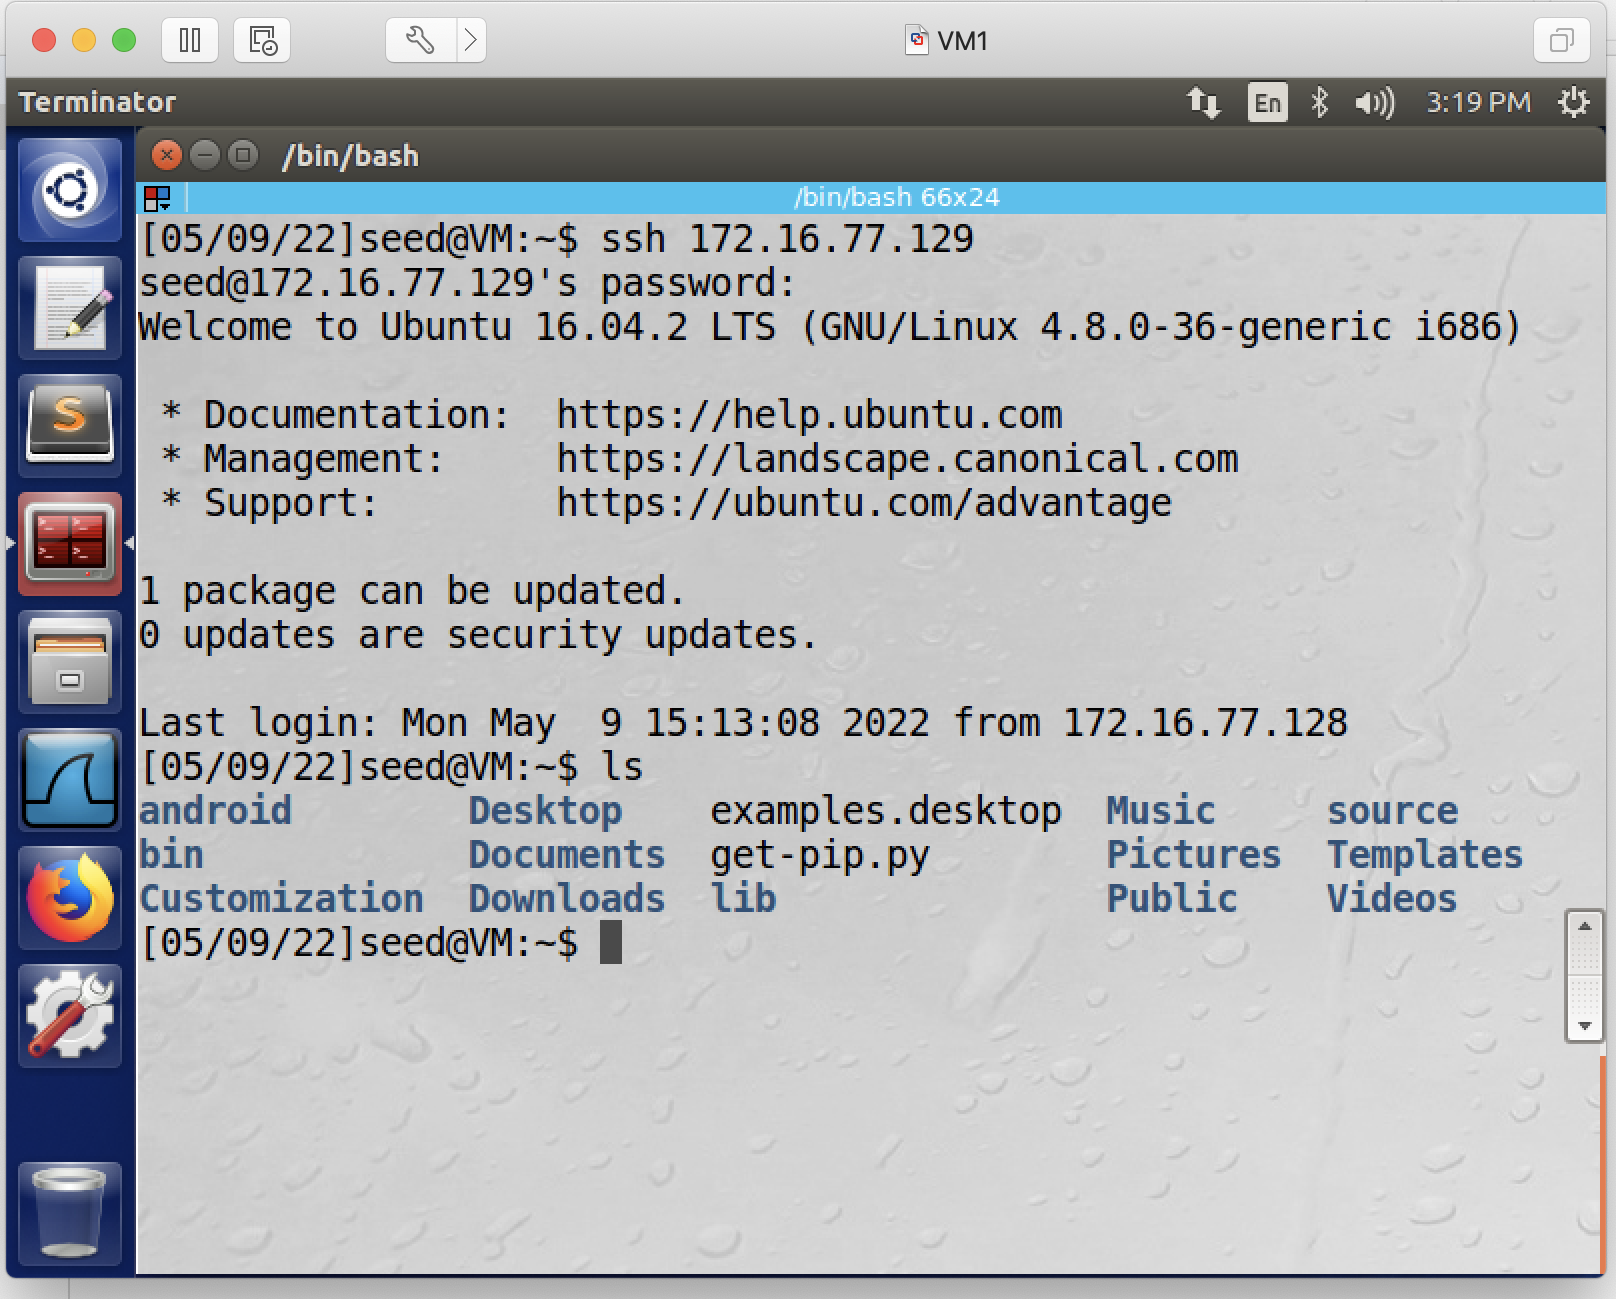 VM1
Terminator En 3:19 PM
/bin/bash
/bin/bash 66x24
[05/09/22]seed@VM:~$ ssh 172.16.77.129
seed@172.16.77.129's password:
Welcome to Ubuntu 16.04.2 LTS (GNU/Linux 4.8.0-36-generic i686)
* Documentation:  https://help.ubuntu.com
* Management:     https://landscape.canonical.com
* Support:        https://ubuntu.com/advantage
1 package can be updated.
0 updates are security updates.
Last login: Mon May  9 15:13:08 2022 from 172.16.77.128
[05/09/22]seed@VM:~$ ls
android        Desktop    examples.desktop  Music     source
bin            Documents  get-pip.py        Pictures  Templates
Customization  Downloads  lib               Public    Videos
[05/09/22]seed@VM:~$